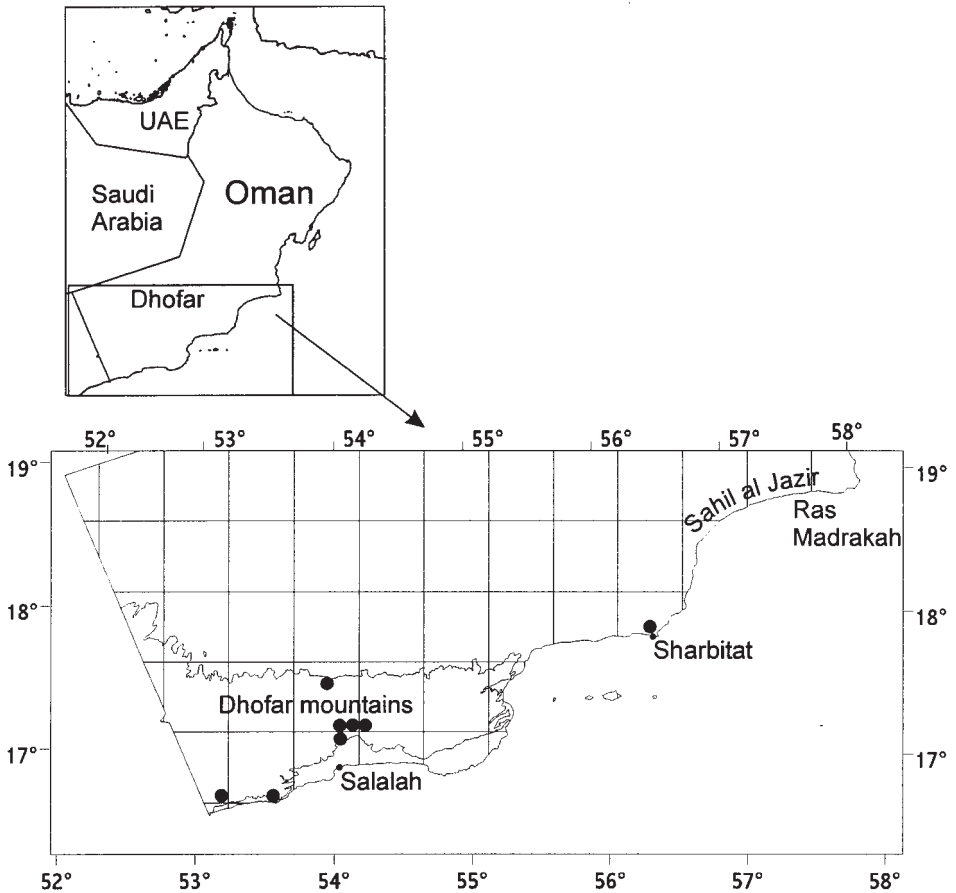 UAE
Saudi
Arabia
Oman
Dhofar
52° 53° 54° 55° 56° 57° 58°
19° 19°
Sahil al Jazir
Ras
Madrakah
18° 18°
Sharbitat
Dhofar mountains
17° 17°
Salalah
52° 53° 54° 55° 56° 57° 58°